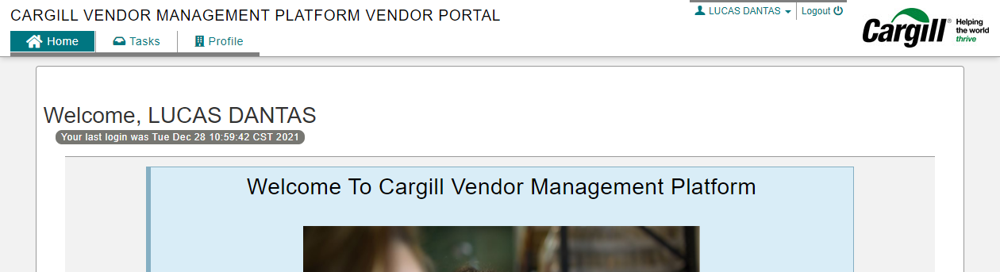 CARGILL VENDOR MANAGEMENT PLATFORM VENDOR PORTAL
LUCAS DANTAS
Logout
Cargill®
Helping
the world
thrive
Home
Tasks
Profile
Welcome, LUCAS DANTAS
Your last login was Tue Dec 28 10:59:42 CST 2021
Welcome To Cargill Vendor Management Platform